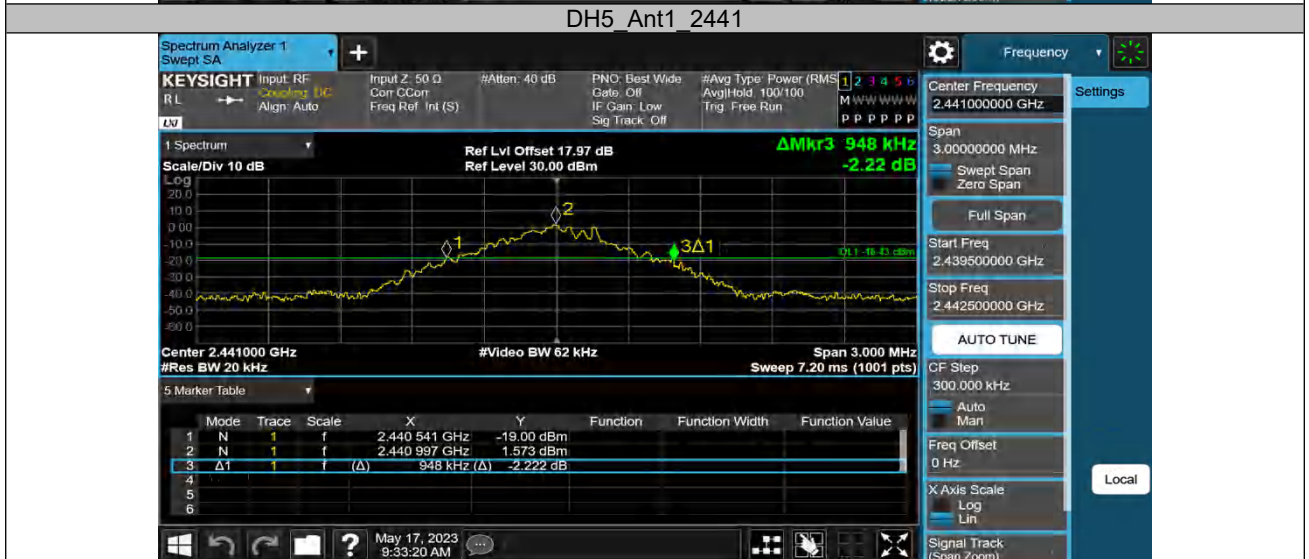 DH5_Ant1_2441
Spectrum Analyzer 1
Swept SA
+
Frequency
KEYSIGHT
RL
LXI
Input: RF
Coupling: DC
Align: Auto
Input Z: 50 Ω
Corr CCorr
Freq Ref: Int (S)
#Atten: 40 dB
PNO: Best Wide
Gate: Off
IF Gain: Low
Sig Track: Off
#Avg Type: Power (RMS
Avg|Hold: 100/100
Trig: Free Run
1 2 3 4 5 6
M W W W W W
P P P P P P
Center Frequency
2.441000000 GHz
Settings
1 Spectrum
Scale/Div 10 dB
Ref Lvl Offset 17.97 dB
Ref Level 30.00 dBm
ΔMkr3 948 kHz
-2.22 dB
Log
20.0
10.0
0.00
-10.0
-20.0
-30.0
-40.0
-50.0
-60.0
1
2
3Δ1
Center 2.441000 GHz
#Res BW 20 kHz
#Video BW 62 kHz
Span 3.000 MHz
Sweep 7.20 ms (1001 pts)
Span
3.00000000 MHz
Swept Span
Zero Span
Full Span
Start Freq
2.439500000 GHz
Stop Freq
2.442500000 GHz
AUTO TUNE
CF Step
300.000 kHz
Auto
Man
Freq Offset
0 Hz
X Axis Scale
Log
Lin
Signal Track
(Span Zoom)
Local
5 Marker Table
Mode Trace Scale X Y Function Function Width Function Value
1 N 1 f 2.440 541 GHz -19.00 dBm
2 N 1 f 2.440 997 GHz 1.573 dBm
3 Δ1 1 f (Δ) 948 kHz (Δ) -2.222 dB
4
5
6
?
May 17, 2023
9:33:20 AM